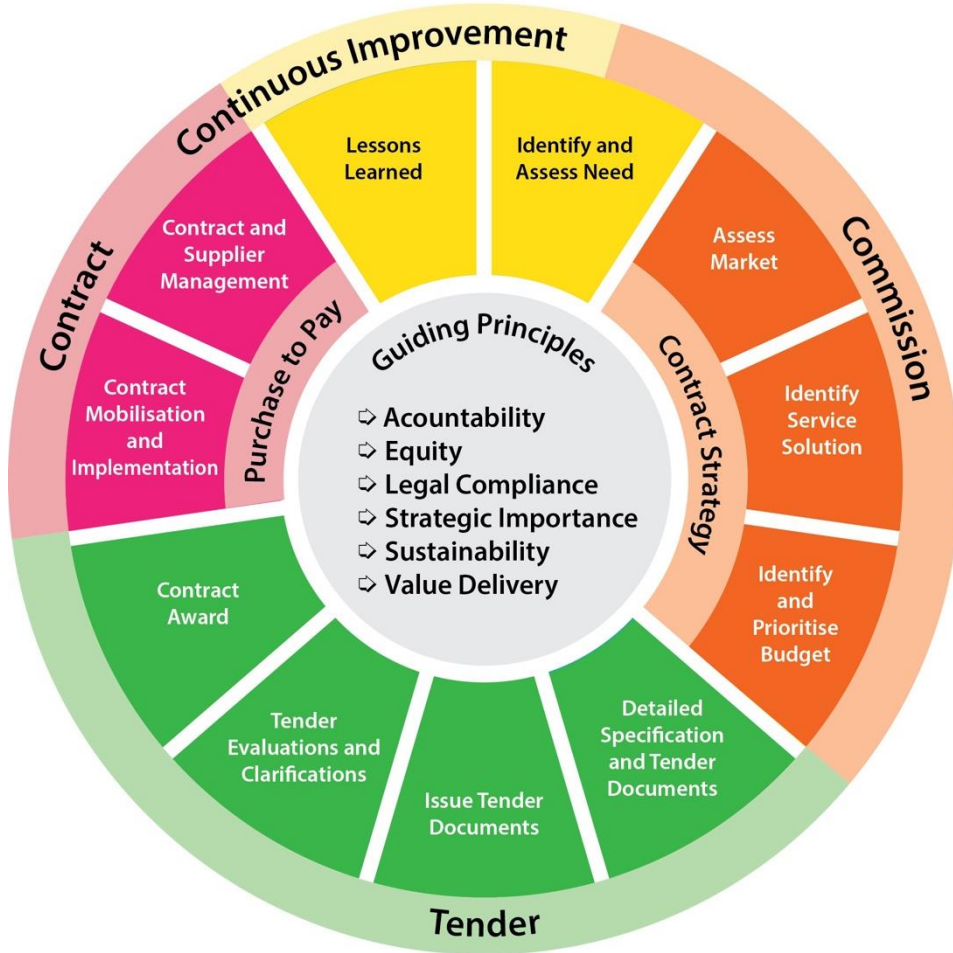 Continuous Improvement
Lessons
Learned
Identify and
Assess Need
Commission
Assess
Market
Identify
Service
Solution
Identify
and
Prioritise
Budget
Contract Strategy
Tender
Detailed
Specification
and Tender
Documents
Issue Tender
Documents
Tender
Evaluations and
Clarifications
Contract
Award
Contract
Contract
Mobilisation
and
Implementation
Contract and
Supplier
Management
Purchase to Pay
Guiding Principles
➯ Acountability
➯ Equity
➯ Legal Compliance
➯ Strategic Importance
➯ Sustainability
➯ Value Delivery